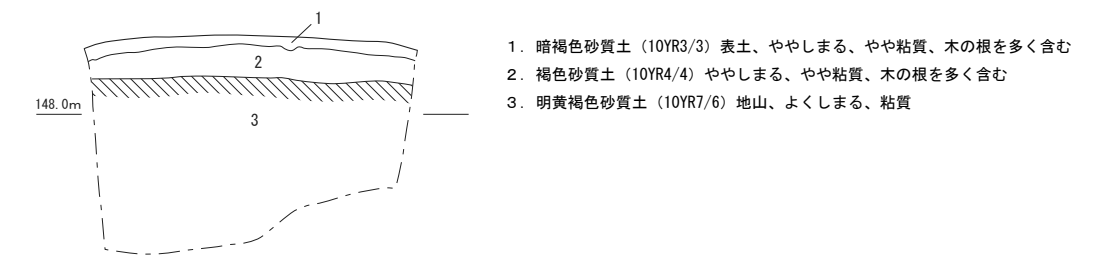 1
2
148.0m
3
1. 暗褐色砂質土（10YR3/3）表土、ややしまる、やや粘質、木の根を多く含む
2. 褐色砂質土（10YR4/4）ややしまる、やや粘質、木の根を多く含む
3. 明黄褐色砂質土（10YR7/6）地山、よくしまる、粘質